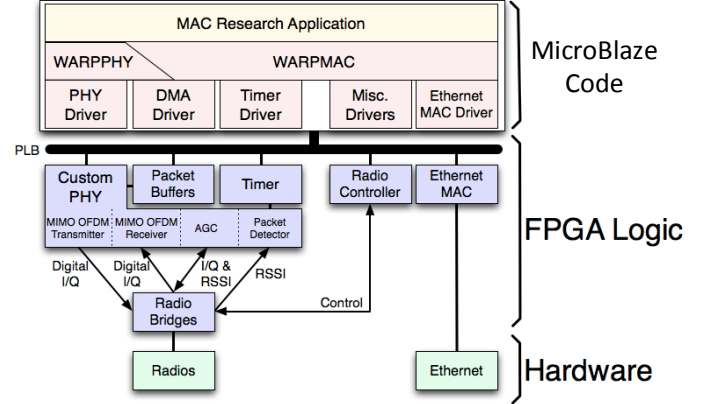 MAC Research Application
MicroBlaze
Code
WARPPHY
WARPMAC
PHY
Driver
DMA
Driver
Timer
Driver
Misc.
Drivers
Ethernet
MAC Driver
PLB
Custom
PHY
Packet
Buffers
Timer
Radio
Controller
Ethernet
MAC
FPGA Logic
MIMO OFDM
Transmitter
MIMO OFDM
Receiver
AGC
Packet
Detector
Digital
I/Q
Digital
I/Q
I/Q &
RSSI
RSSI
Radio
Bridges
Control
Radios
Ethernet
Hardware